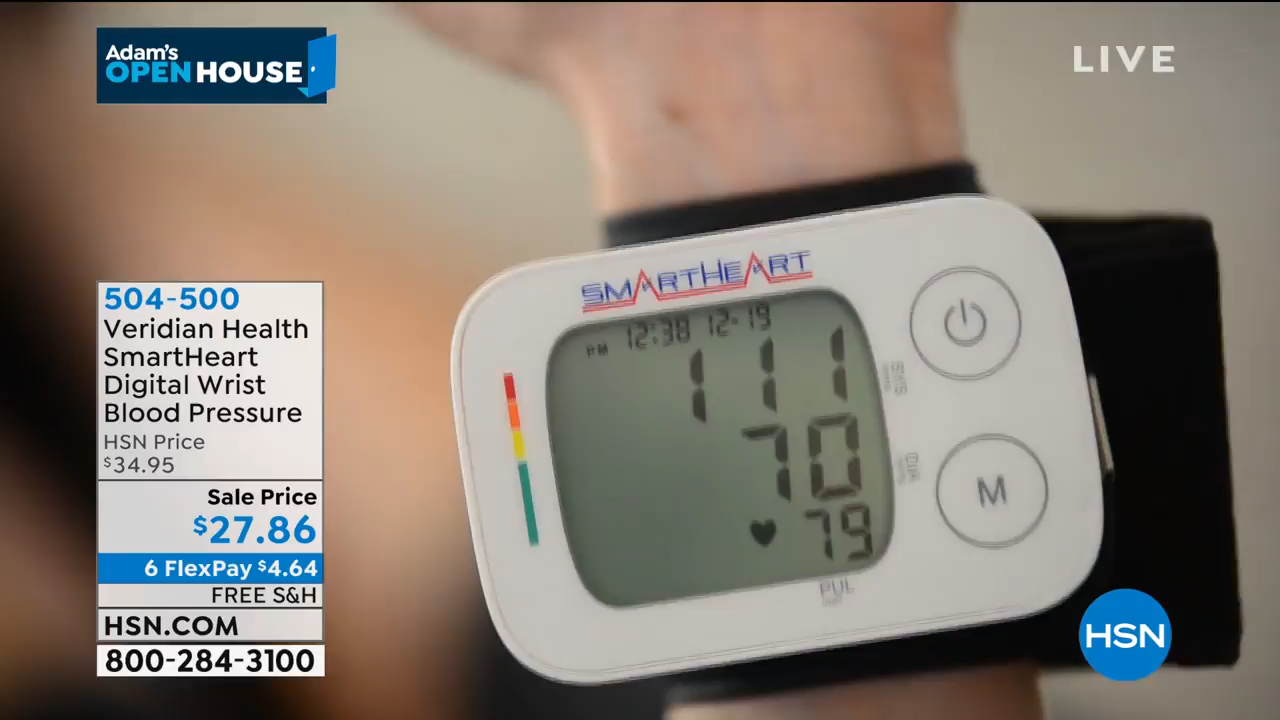 Adam's
OPEN HOUSE
LIVE
504-500
Veridian Health
SmartHeart
Digital Wrist
Blood Pressure
HSN Price
$34.95
Sale Price
$27.86
6 FlexPay $4.64
FREE S&H
HSN.COM
800-284-3100
SMARTHEART
PM 12:38 12-19
111
SYS
70
DIA
79
PUL
M
HSN